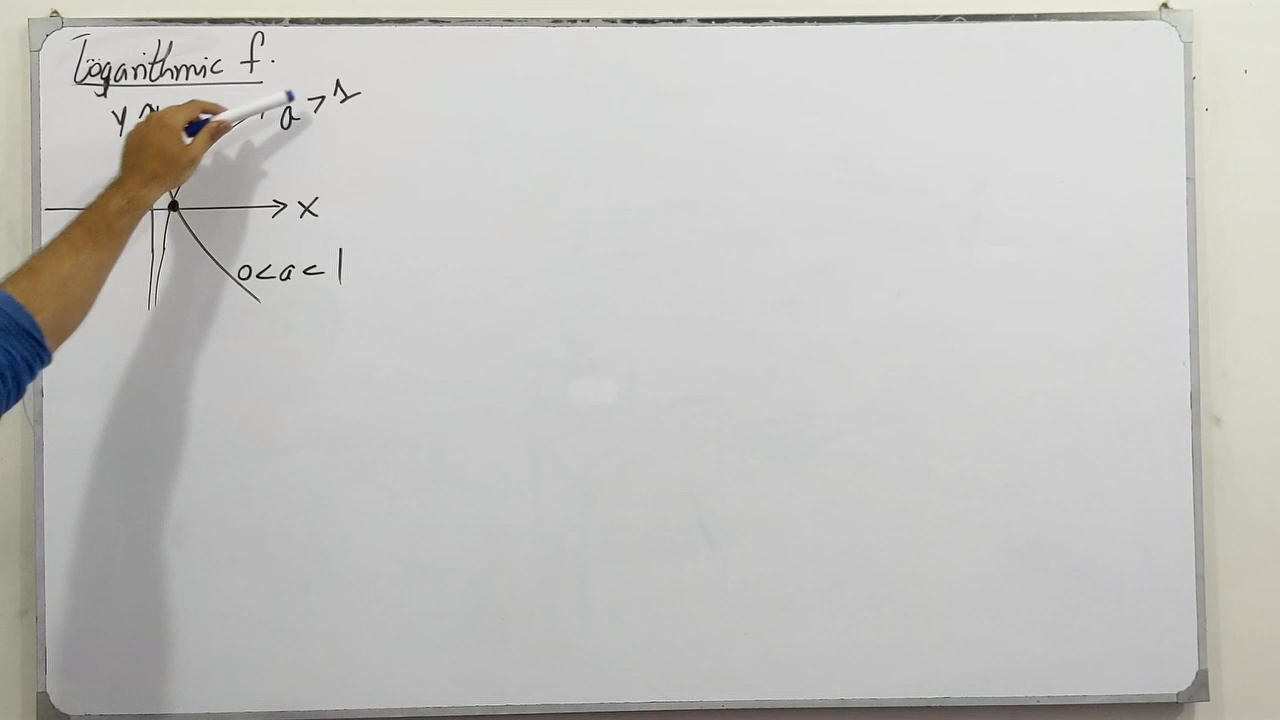 Logarithmic f.
y a > 1
x
0 < a < 1